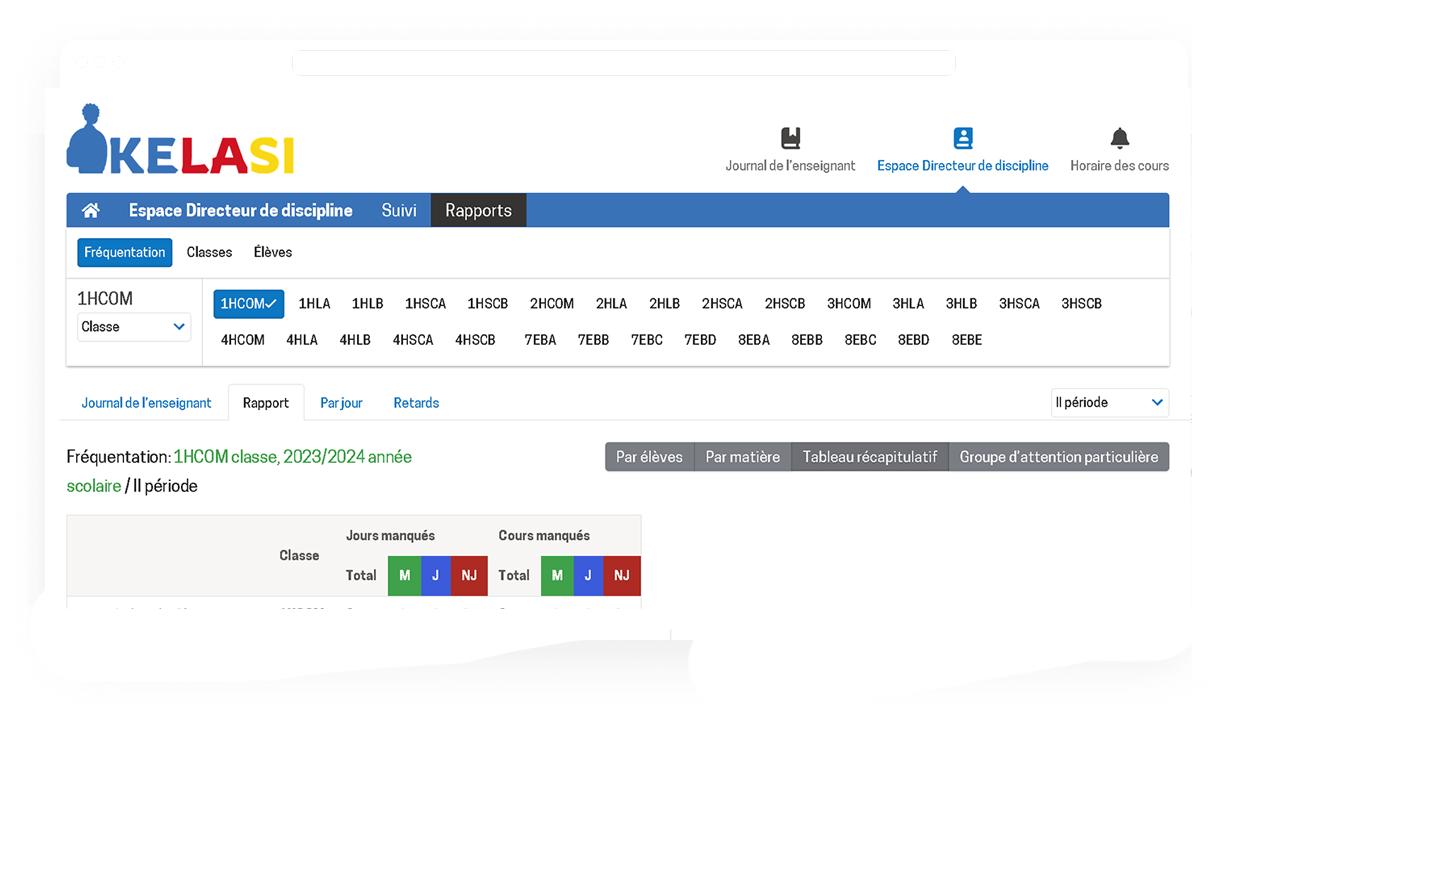 KELASI
Journal de l'enseignant
Espace Directeur de discipline
Horaire des cours
Espace Directeur de discipline Suivi Rapports
Fréquentation Classes Élèves
1HCOM
Classe
1HCOM 1HLA 1HLB 1HSCA 1HSCB 2HCOM 2HLA 2HLB 2HSCA 2HSCB 3HCOM 3HLA 3HLB 3HSCA 3HSCB
4HCOM 4HLA 4HLB 4HSCA 4HSCB 7EBA 7EBB 7EBC 7EBD 8EBA 8EBB 8EBC 8EBD 8EBE
Journal de l'enseignant Rapport Par jour Retards II période
Fréquentation: 1HCOM classe, 2023/2024 année
scolaire / II période
Par élèves Par matière Tableau récapitulatif Groupe d'attention particulière
Classe
Jours manqués Cours manqués
Total M J NJ Total M J NJ